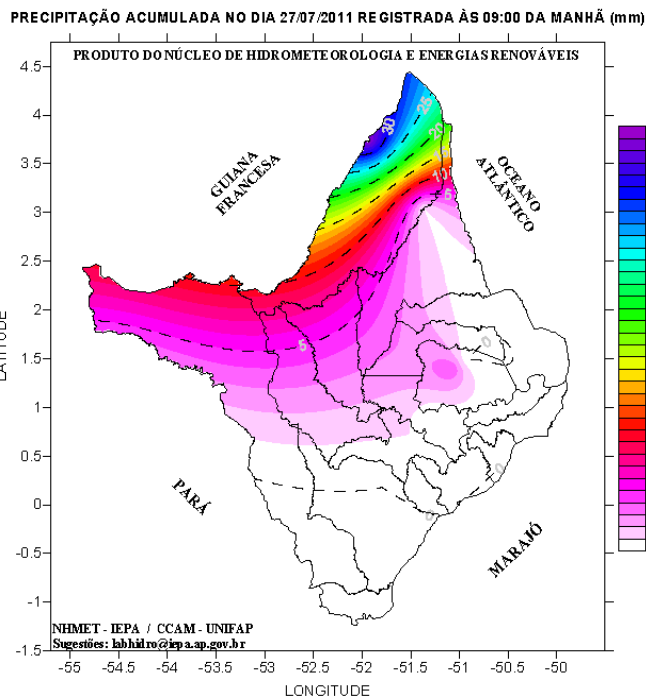 PRECIPITAÇÃO ACUMULADA NO DIA 27/07/2011 REGISTRADA ÀS 09:00 DA MANHÃ (mm)
PRODUTO DO NÚCLEO DE HIDROMETEOROLOGIA E ENERGIAS RENOVÁVEIS
4.5
4
3.5
3
2.5
2
1.5
1
0.5
0
-0.5
-1
-1.5
LATITUDE
GUIANA
FRANCESA
OCEANO
ATLÂNTICO
30
25
20
10
5
5
0
0
0
PARÁ
MARAJÓ
NHMET - IEPA / CCAM - UNIFAP
Sugestões: labhidro@iepa.ap.gov.br
-55
-54.5
-54
-53.5
-53
-52.5
-52
-51.5
-51
-50.5
-50
LONGITUDE